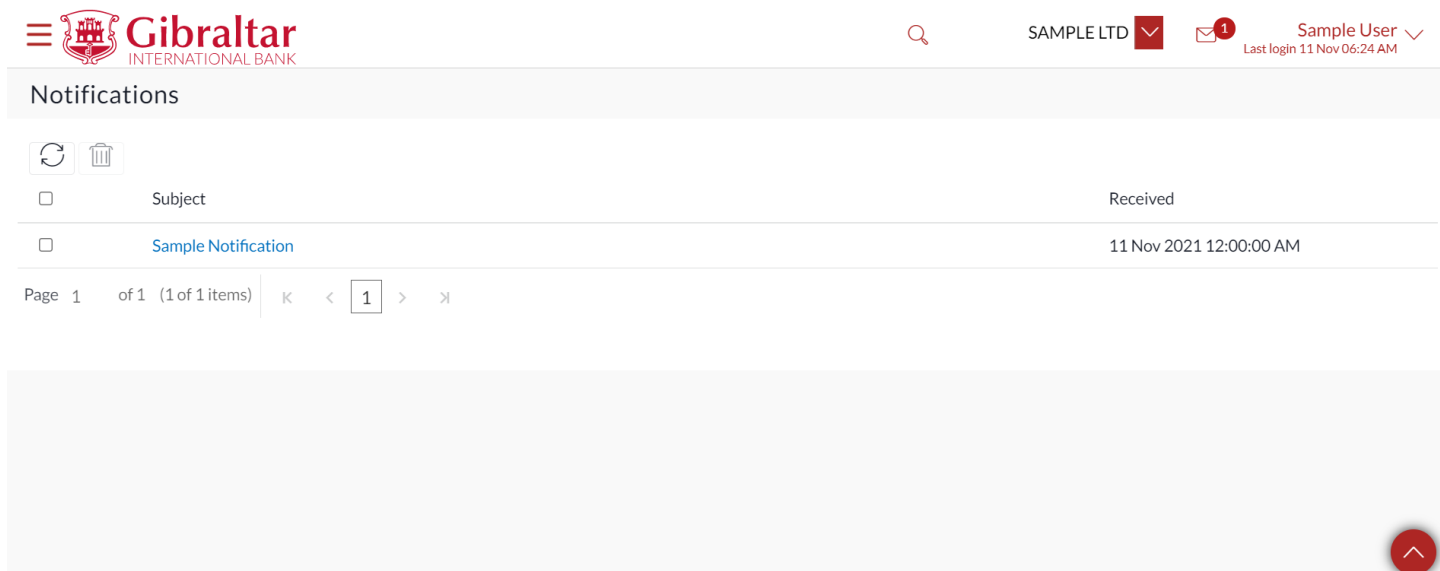 Gibraltar
INTERNATIONAL BANK
SAMPLE LTD
1
Sample User
Last login 11 Nov 06:24 AM
Notifications
Subject Received
Sample Notification 11 Nov 2021 12:00:00 AM
Page 1 of 1 (1 of 1 items) 1